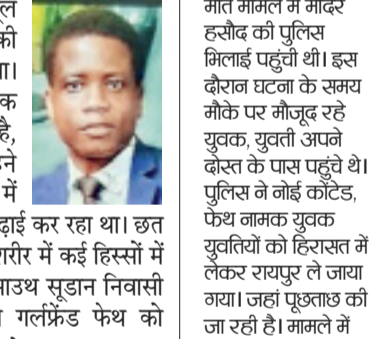 की
ा।
क
है,
ने
में
ढ़ाई कर रहा था। छत
शरीर में कई हिस्सों में
साउथ सूडान निवासी
गर्लफ्रेंड फेथ को
मौत मामले में मंदिर
हसौद की पुलिस
भिलाई पहुंची थी। इस
दौरान घटना के समय
मौके पर मौजूद रहे
युवक, युवती अपने
दोस्त के पास पहुंचे थे।
पुलिस ने नोई कोंटेड,
फेथ नामक युवक
युवतियों को हिरासत में
लेकर रायपुर ले जाया
गया। जहां पूछताछ की
जा रही है। मामले में